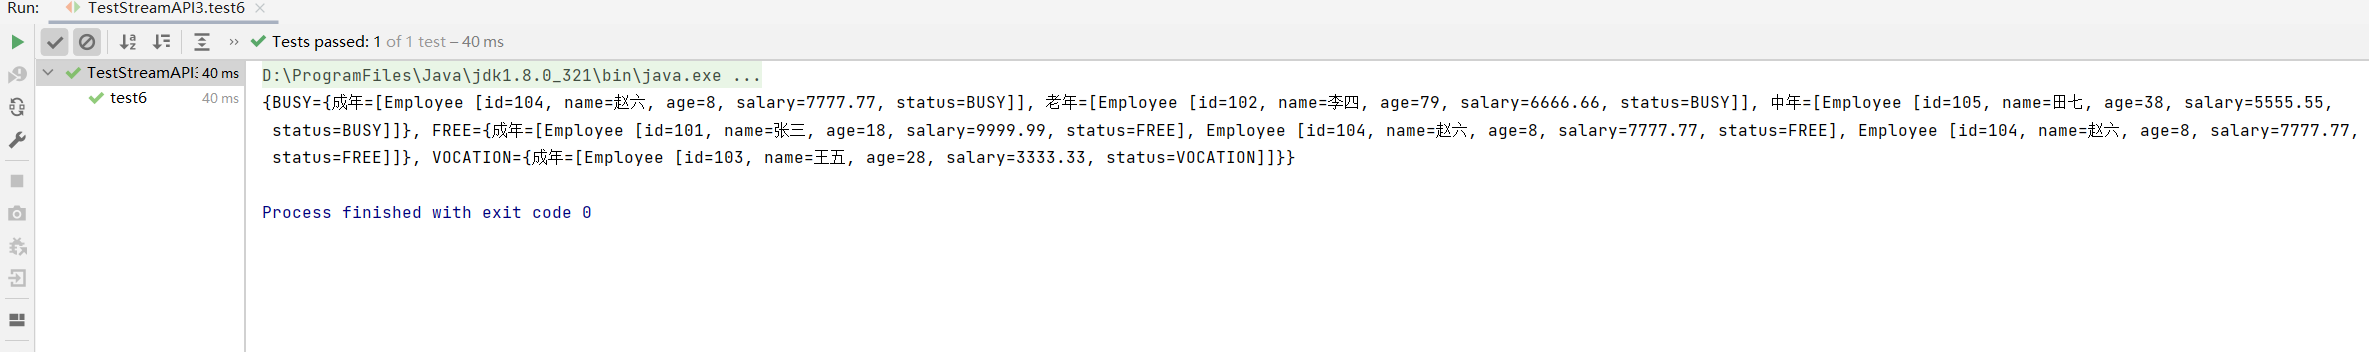 Run: TestStreamAPI3.test6 ×
» Tests passed: 1 of 1 test – 40 ms
TestStreamAPI3 40 ms
test6 40 ms
D:\ProgramFiles\Java\jdk1.8.0_321\bin\java.exe ...
{BUSY={成年=[Employee [id=104, name=赵六, age=8, salary=7777.77, status=BUSY]], 老年=[Employee [id=102, name=李四, age=79, salary=6666.66, status=BUSY]], 中年=[Employee [id=105, name=田七, age=38, salary=5555.55,
status=BUSY]]}, FREE={成年=[Employee [id=101, name=张三, age=18, salary=9999.99, status=FREE], Employee [id=104, name=赵六, age=8, salary=7777.77, status=FREE], Employee [id=104, name=赵六, age=8, salary=7777.77,
status=FREE]]}, VOCATION={成年=[Employee [id=103, name=王五, age=28, salary=3333.33, status=VOCATION]]}}
Process finished with exit code 0